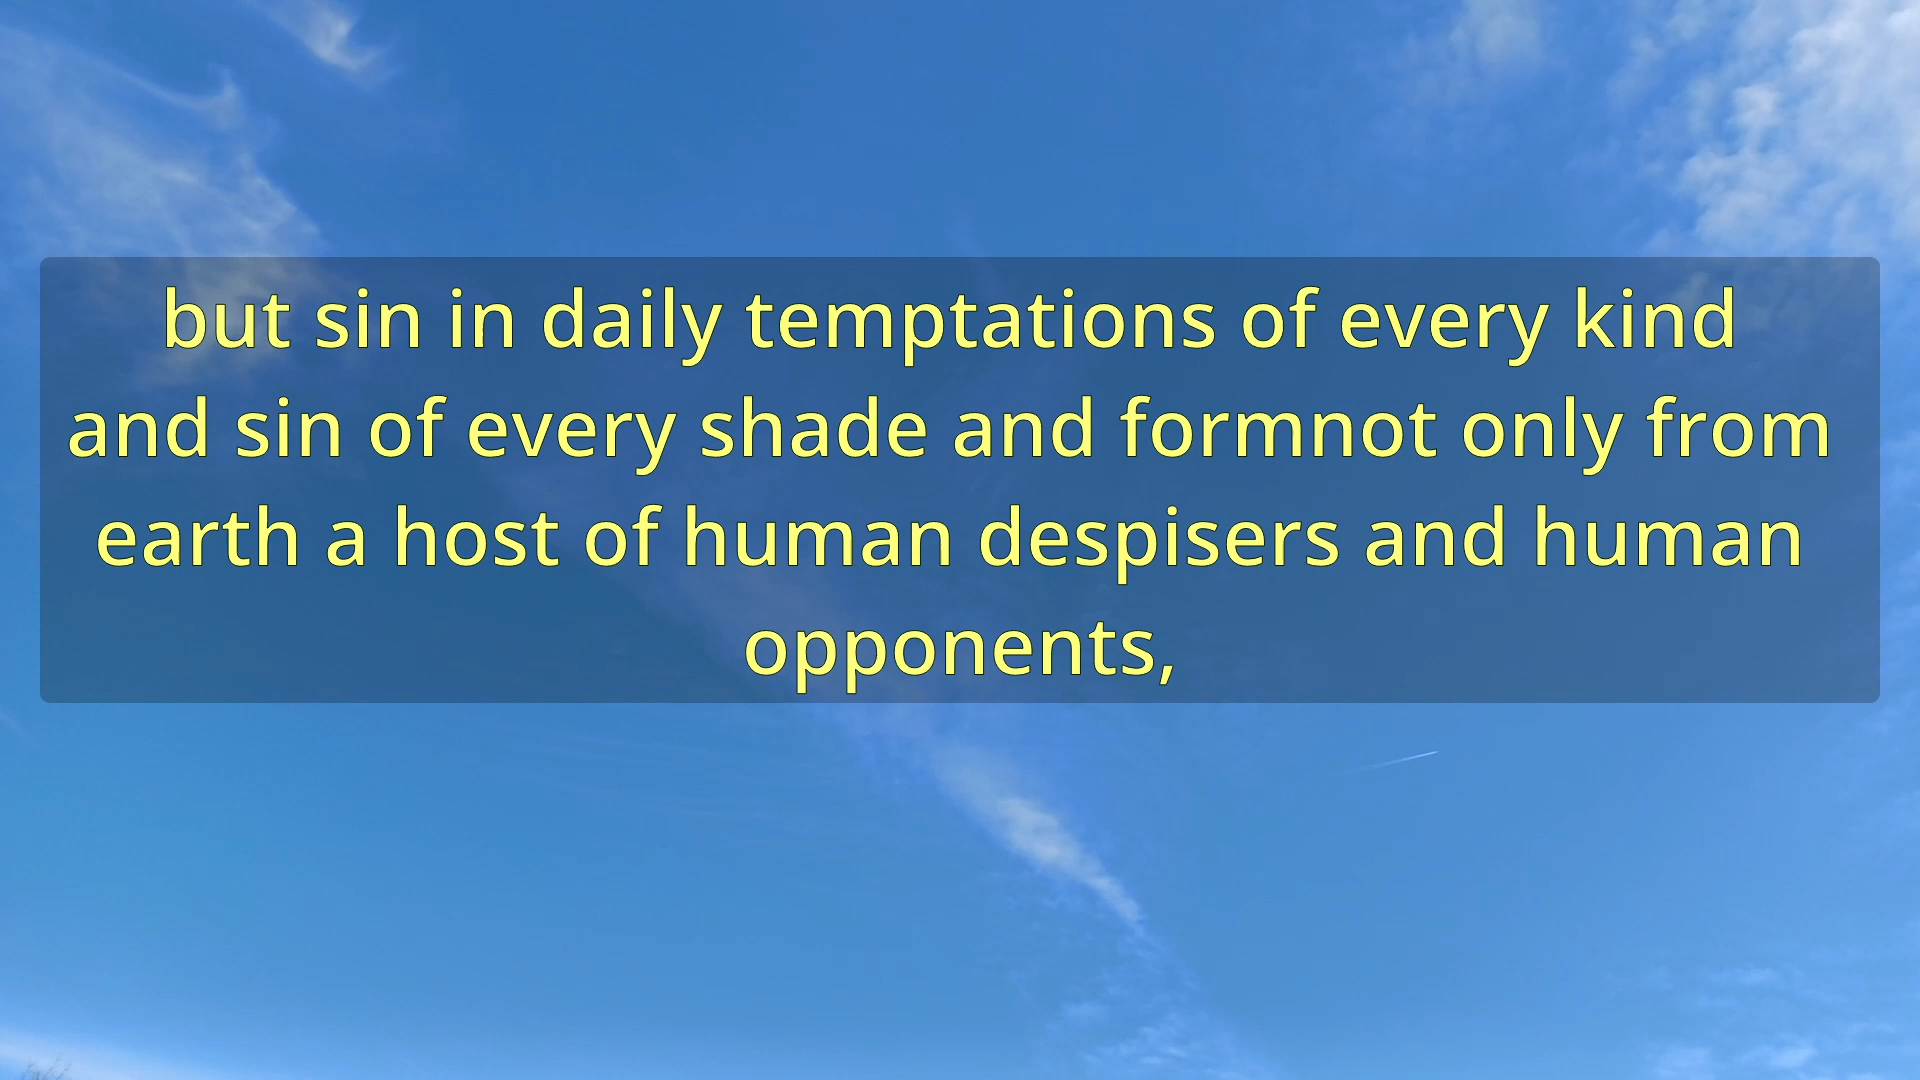 but sin in daily temptations of every kind
and sin of every shade and formnot only from
earth a host of human despisers and human
opponents,